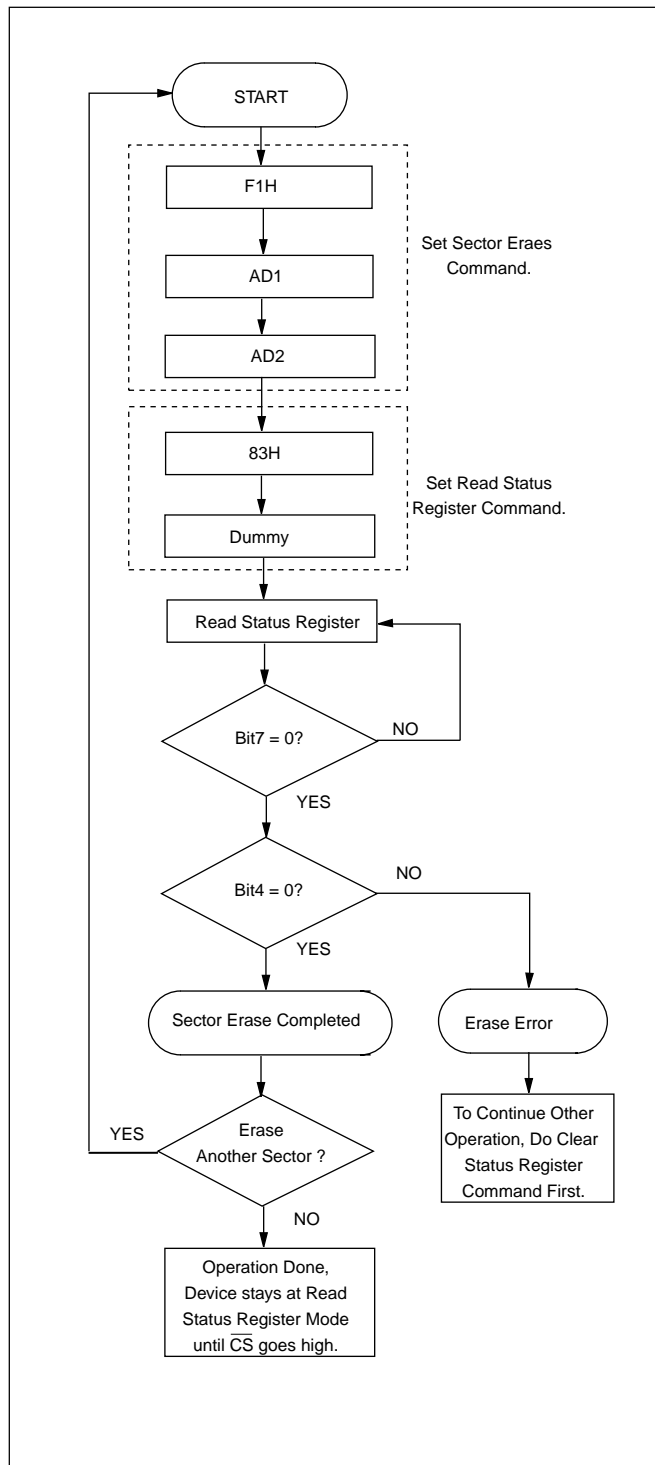 START
F1H
AD1
AD2
Set Sector Eraes
Command.
83H
Dummy
Set Read Status
Register Command.
Read Status Register
Bit7 = 0?
NO
YES
Bit4 = 0?
NO
YES
Sector Erase Completed
Erase Error
To Continue Other
Operation, Do Clear
Status Register
Command First.
YES
Erase
Another Sector ?
NO
Operation Done,
Device stays at Read
Status Register Mode
until C̅S̅ goes high.